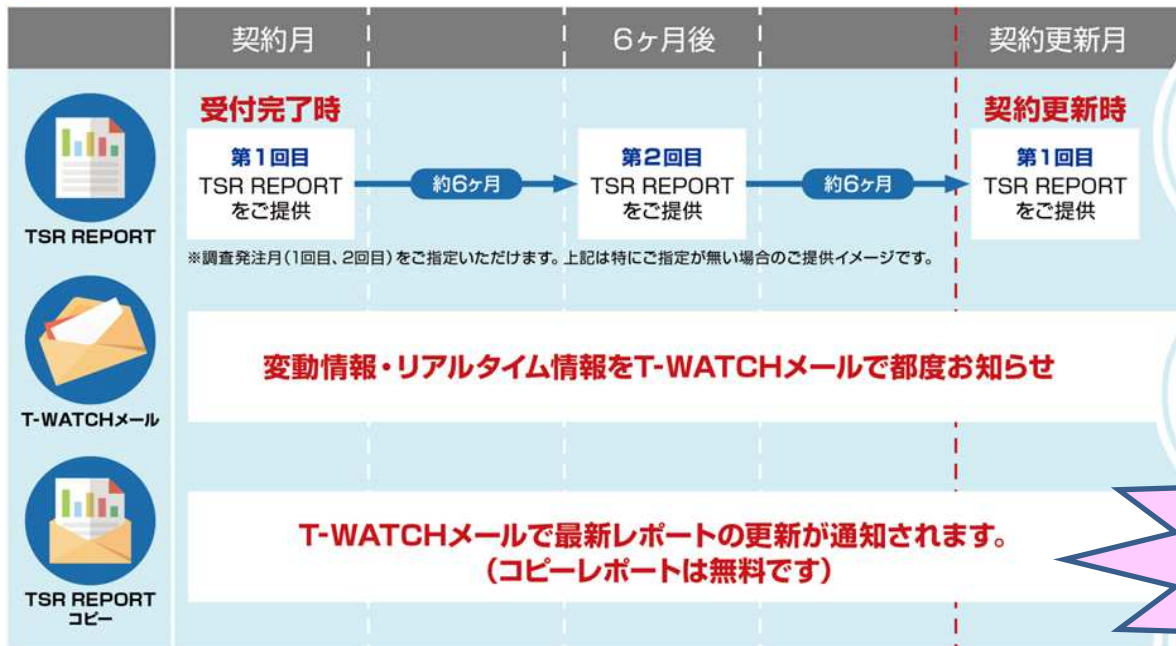 契約月
6ヶ月後
契約更新月
受付完了時
契約更新時
第1回目
TSR REPORT
をご提供
約6ヶ月
第2回目
TSR REPORT
をご提供
約6ヶ月
第1回目
TSR REPORT
をご提供
TSR REPORT
※調査発注月(1回目、2回目)をご指定いただけます。上記は特にご指定が無い場合のご提供イメージです。
変動情報・リアルタイム情報をT-WATCHメールで都度お知らせ
T-WATCHメール
T-WATCHメールで最新レポートの更新が通知されます。
(コピーレポートは無料です)
TSR REPORT
コピー